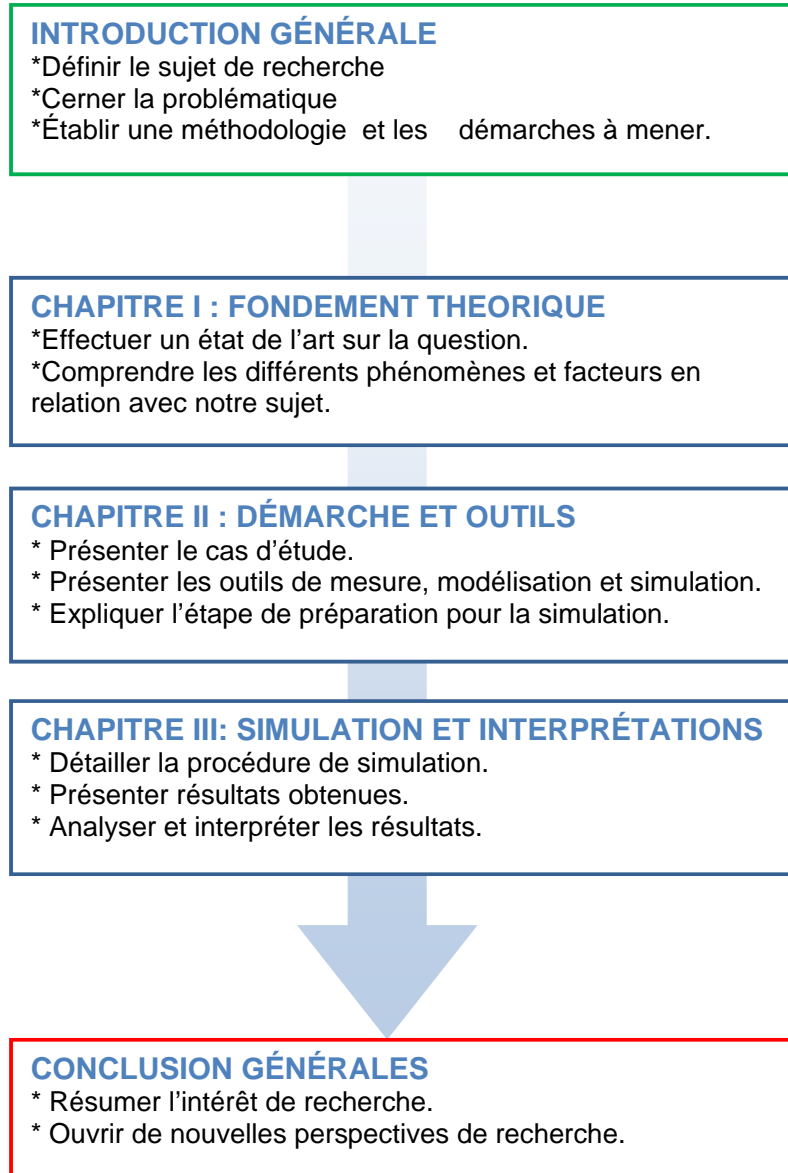 INTRODUCTION GÉNÉRALE
*Définir le sujet de recherche
*Cerner la problématique
*Établir une méthodologie et les démarches à mener.
CHAPITRE I : FONDEMENT THEORIQUE
*Effectuer un état de l’art sur la question.
*Comprendre les différents phénomènes et facteurs en
relation avec notre sujet.
CHAPITRE II : DÉMARCHE ET OUTILS
* Présenter le cas d’étude.
* Présenter les outils de mesure, modélisation et simulation.
* Expliquer l’étape de préparation pour la simulation.
CHAPITRE III: SIMULATION ET INTERPRÉTATIONS
* Détailler la procédure de simulation.
* Présenter résultats obtenues.
* Analyser et interpréter les résultats.
CONCLUSION GÉNÉRALES
* Résumer l’intérêt de recherche.
* Ouvrir de nouvelles perspectives de recherche.